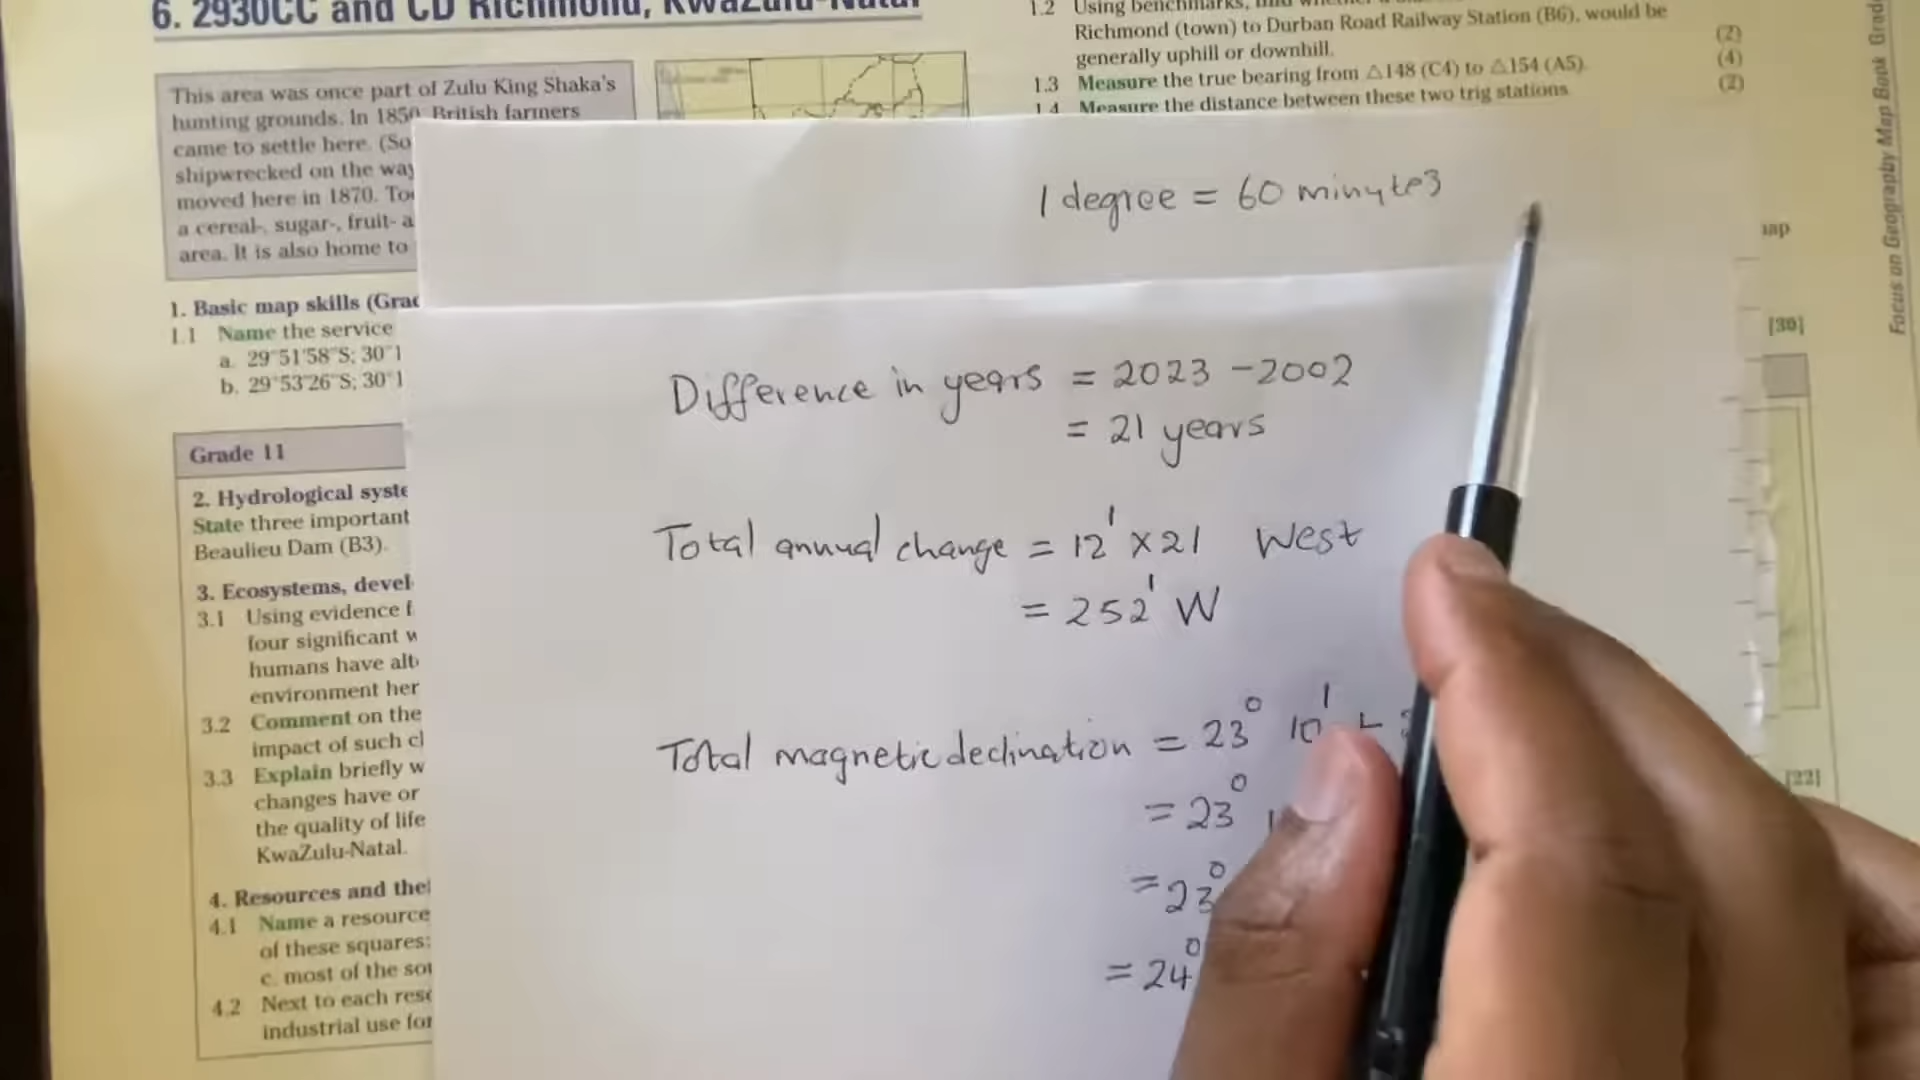 6. 2930CC and CD Richmond, KwaZulu-Natal
This area was once part of Zulu King Shaka's
hunting grounds. In 1850 British farmers
came to settle here. (So
shipwrecked on the way
moved here in 1870. To
a cereal-, sugar-, fruit- a
area. It is also home to
1. Basic map skills (Grad
1.1 Name the service
a. 29°51'58"S; 30°1
b. 29°53'26"S; 30°1
Grade 11
2. Hydrological syste
State three important
Beaulieu Dam (B3).
3. Ecosystems, devel
3.1 Using evidence f
four significant w
humans have alt
environment her
3.2 Comment on the
impact of such cl
3.3 Explain briefly w
changes have or
the quality of life
KwaZulu-Natal.
4. Resources and the
4.1 Name a resource
of these squares:
c. most of the sou
4.2 Next to each reso
industrial use for
1.2 Using benchmarks,
Richmond (town) to Durban Road Railway Station (B6), would be
generally uphill or downhill. (2)
1.3 Measure the true bearing from △148 (C4) to △154 (A5). (4)
1.4 Measure the distance between these two trig stations (2)
map
[30]
[22]
Focus on Geography Map Book Grad
1 degree = 60 minutes
Difference in years = 2023 - 2002
= 21 years
Total annual change = 12' × 21 West
= 252' W
Total magnetic declination = 23° 10' +
= 23°
= 23°
= 24°